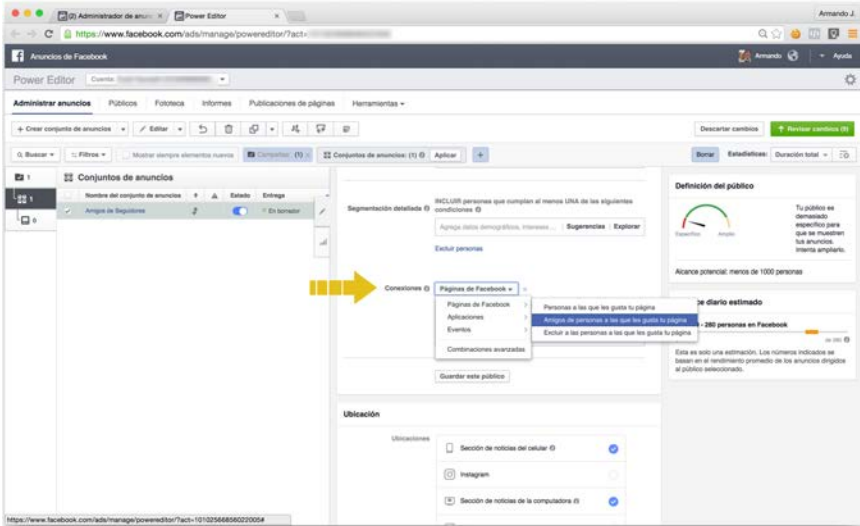 (2) Administrador de anunc
Power Editor
Armando J.
https://www.facebook.com/ads/manage/powereditor/?act=
Anuncios de Facebook
Armando
Ayuda
Power Editor
Cuenta:
Administrar anuncios
Públicos
Fototeca
Informes
Publicaciones de páginas
Herramientas
+ Crear conjunto de anuncios
Editar
Descartar cambios
Revisar cambios (9)
Buscar
Filtros
Mostrar siempre elementos nuevos
Campañas: (1)
Conjuntos de anuncios: (1)
Aplicar
+
Borrar
Estadísticas:
Duración total
1
1
0
Conjuntos de anuncios
Nombre del conjunto de anuncios
Estado
Entrega
Amigos de Seguidores
En borrador
Segmentación detallada
INCLUIR personas que cumplan al menos UNA de las siguientes
condiciones
Agrega datos demográficos, intereses ...
Sugerencias
Explorar
Excluir personas
Conexiones
Páginas de Facebook
Páginas de Facebook
Aplicaciones
Eventos
Combinaciones avanzadas
Personas a las que les gusta tu página
Amigos de personas a las que les gusta tu página
Excluir a las personas a las que les gusta tu página
Guardar este público
Ubicación
Ubicaciones
Sección de noticias del celular
Instagram
Sección de noticias de la computadora
Definición del público
Específico
Amplio
Tu público es
demasiado
específico para
que se muestren
tus anuncios.
Intenta ampliarlo.
Alcance potencial: menos de 1000 personas
ce diario estimado
- 280 personas en Facebook
de 280
Esta es solo una estimación. Los números indicados se
basan en el rendimiento promedio de los anuncios dirigidos
al público seleccionado.
https://www.facebook.com/ads/manage/powereditor/?act=10102566856022005#